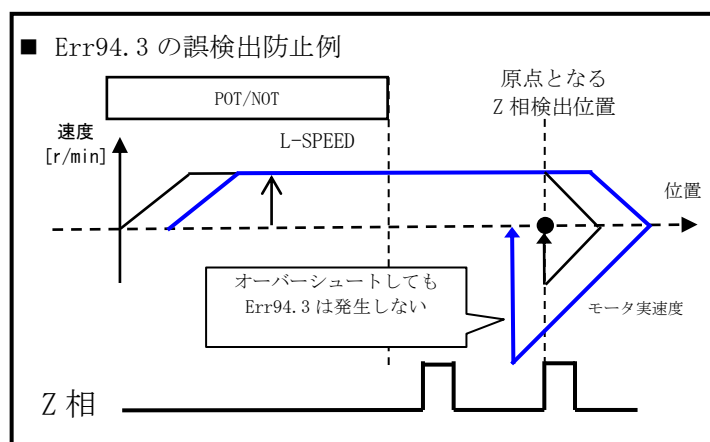 ■ Err94.3 の誤検出防止例
POT/NOT
原点となる
Z 相検出位置
速度
[r/min]
L-SPEED
位置
オーバーシュートしても
Err94.3 は発生しない
モータ実速度
Z 相